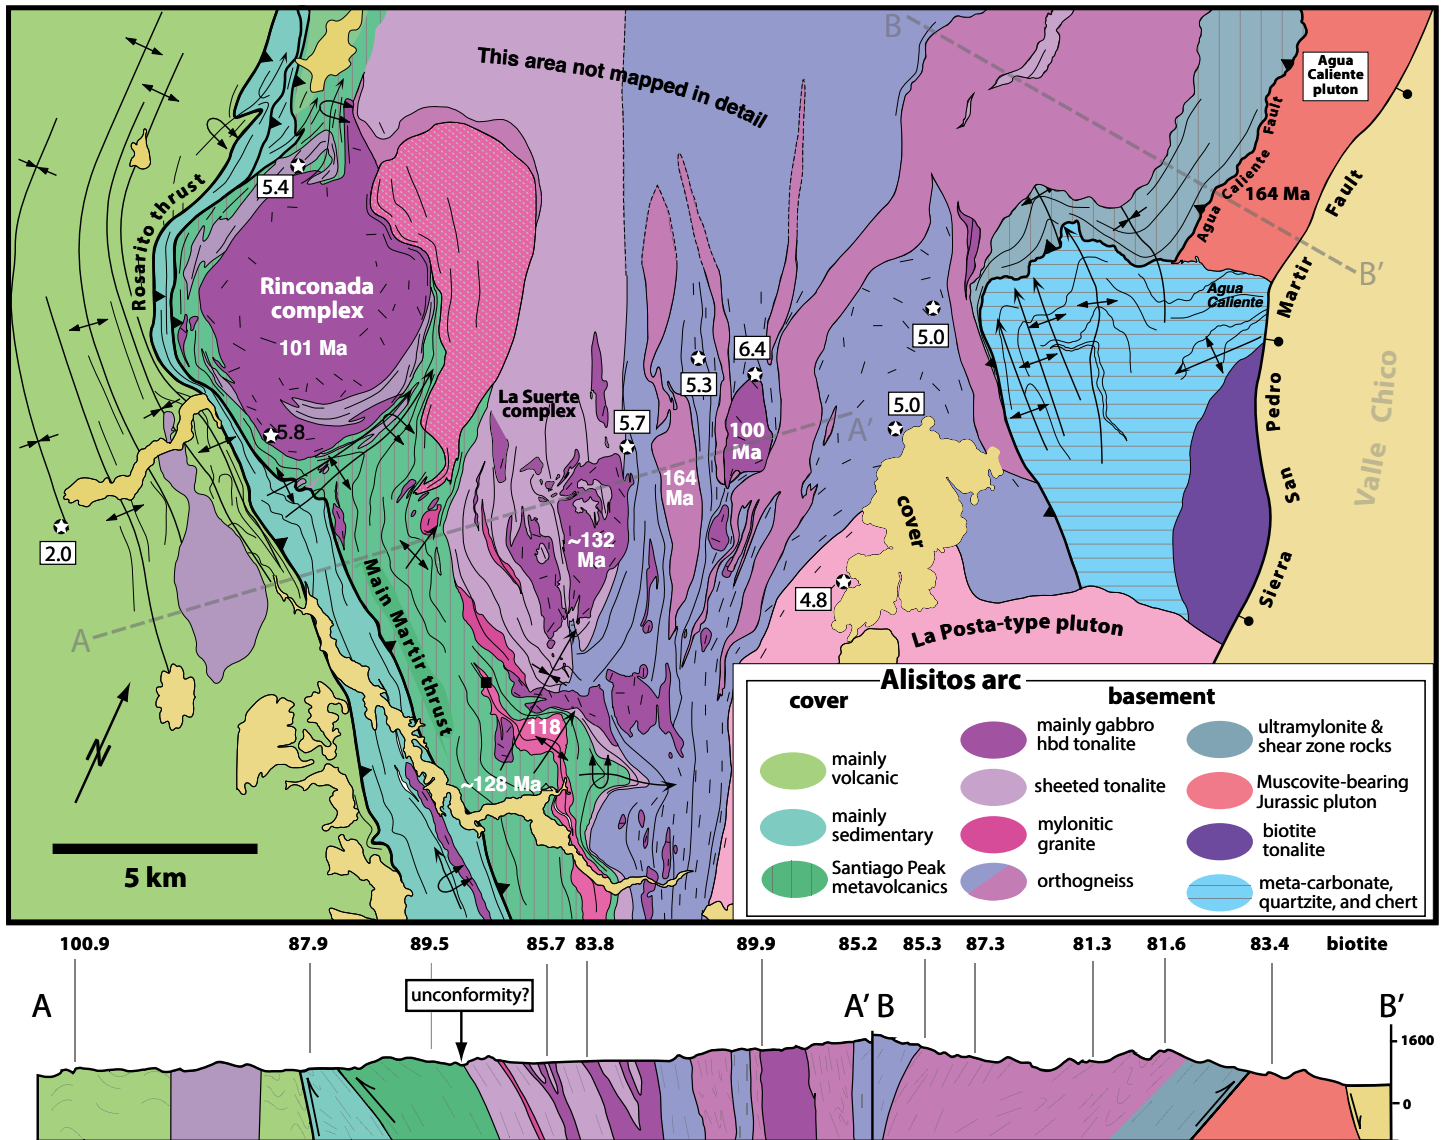 B
This area not mapped in detail
Agua
Caliente
pluton
Agua Caliente Fault
164 Ma
Fault
5.4
Rosarito thrust
B'
Martir
Agua
Caliente
Rinconada
complex
101 Ma
5.0
6.4
5.3
Pedro
Valle Chico
La Suerte
complex
5.7
5.0
A'
5.8
100
Ma
164
Ma
San
cover
2.0
~132
Ma
Sierra
4.8
Main Martir thrust
A
La Posta-type pluton
N
118
~128 Ma
5 km
Alisitos arc
cover
basement
mainly
volcanic
mainly
sedimentary
Santiago Peak
metavolcanics
mainly gabbro
hbd tonalite
sheeted tonalite
mylonitic
granite
orthogneiss
ultramylonite &
shear zone rocks
Muscovite-bearing
Jurassic pluton
biotite
tonalite
meta-carbonate,
quartzite, and chert
100.9 87.9 89.5 85.7 83.8 89.9 85.2 85.3 87.3 81.3 81.6 83.4 biotite
unconformity?
A A' B B'
1600
0